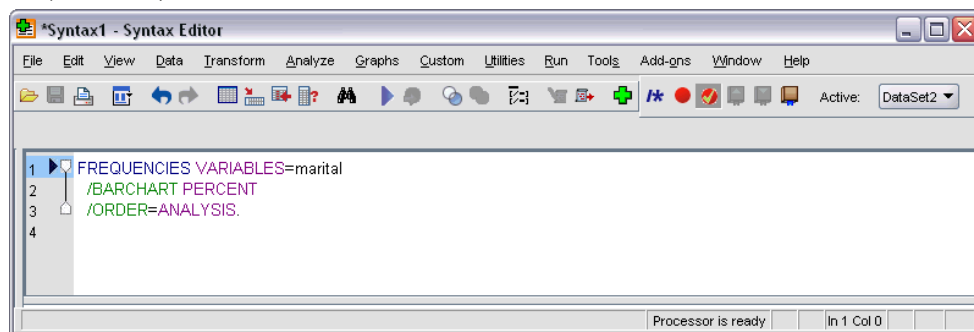 *Syntax1 - Syntax Editor
File Edit View Data Transform Analyze Graphs Custom Utilities Run Tools Add-ons Window Help
Active: DataSet2
1 FREQUENCIES VARIABLES=marital
2 /BARCHART PERCENT
3 /ORDER=ANALYSIS.
4
Processor is ready In 1 Col 0